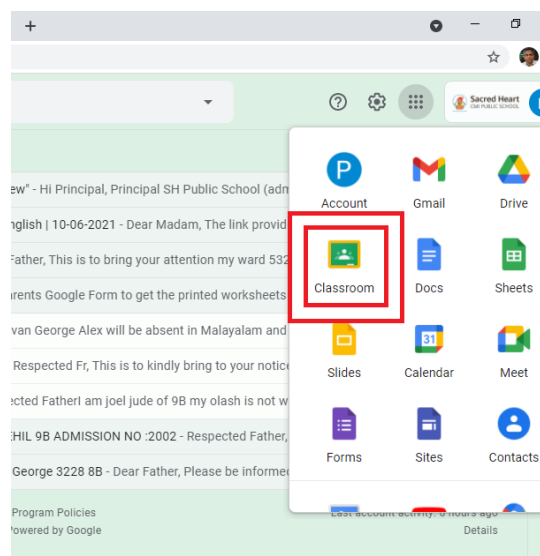 +
Sacred Heart
CMI PUBLIC SCHOOL
P
Account
Gmail
Drive
Classroom
Docs
Sheets
Slides
31
Calendar
Meet
Forms
Sites
Contacts
ew" - Hi Principal, Principal SH Public School (adm
nglish | 10-06-2021 - Dear Madam, The link provid
Father, This is to bring your attention my ward 532
arents Google Form to get the printed worksheets
van George Alex will be absent in Malayalam and
Respected Fr, This is to kindly bring to your notice
ected FatherI am joel jude of 9B my olash is not w
HIL 9B ADMISSION NO :2002 - Respected Father,
George 3228 8B - Dear Father, Please be informed
Program Policies
Powered by Google
Last account activity: 0 hours ago
Details